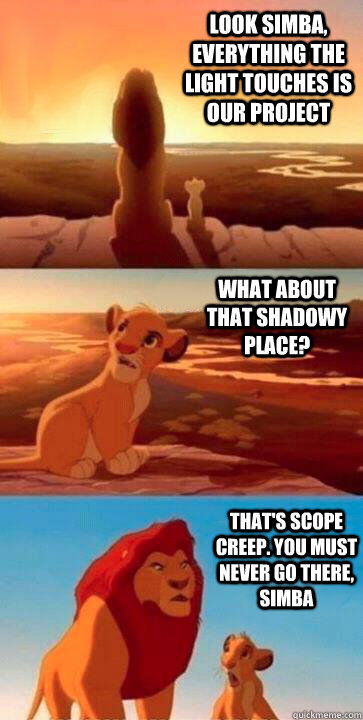 LOOK SIMBA,
EVERYTHING THE
LIGHT TOUCHES IS
OUR PROJECT
WHAT ABOUT
THAT SHADOWY
PLACE?
THAT'S SCOPE
CREEP. YOU MUST
NEVER GO THERE,
SIMBA
quickmeme.com